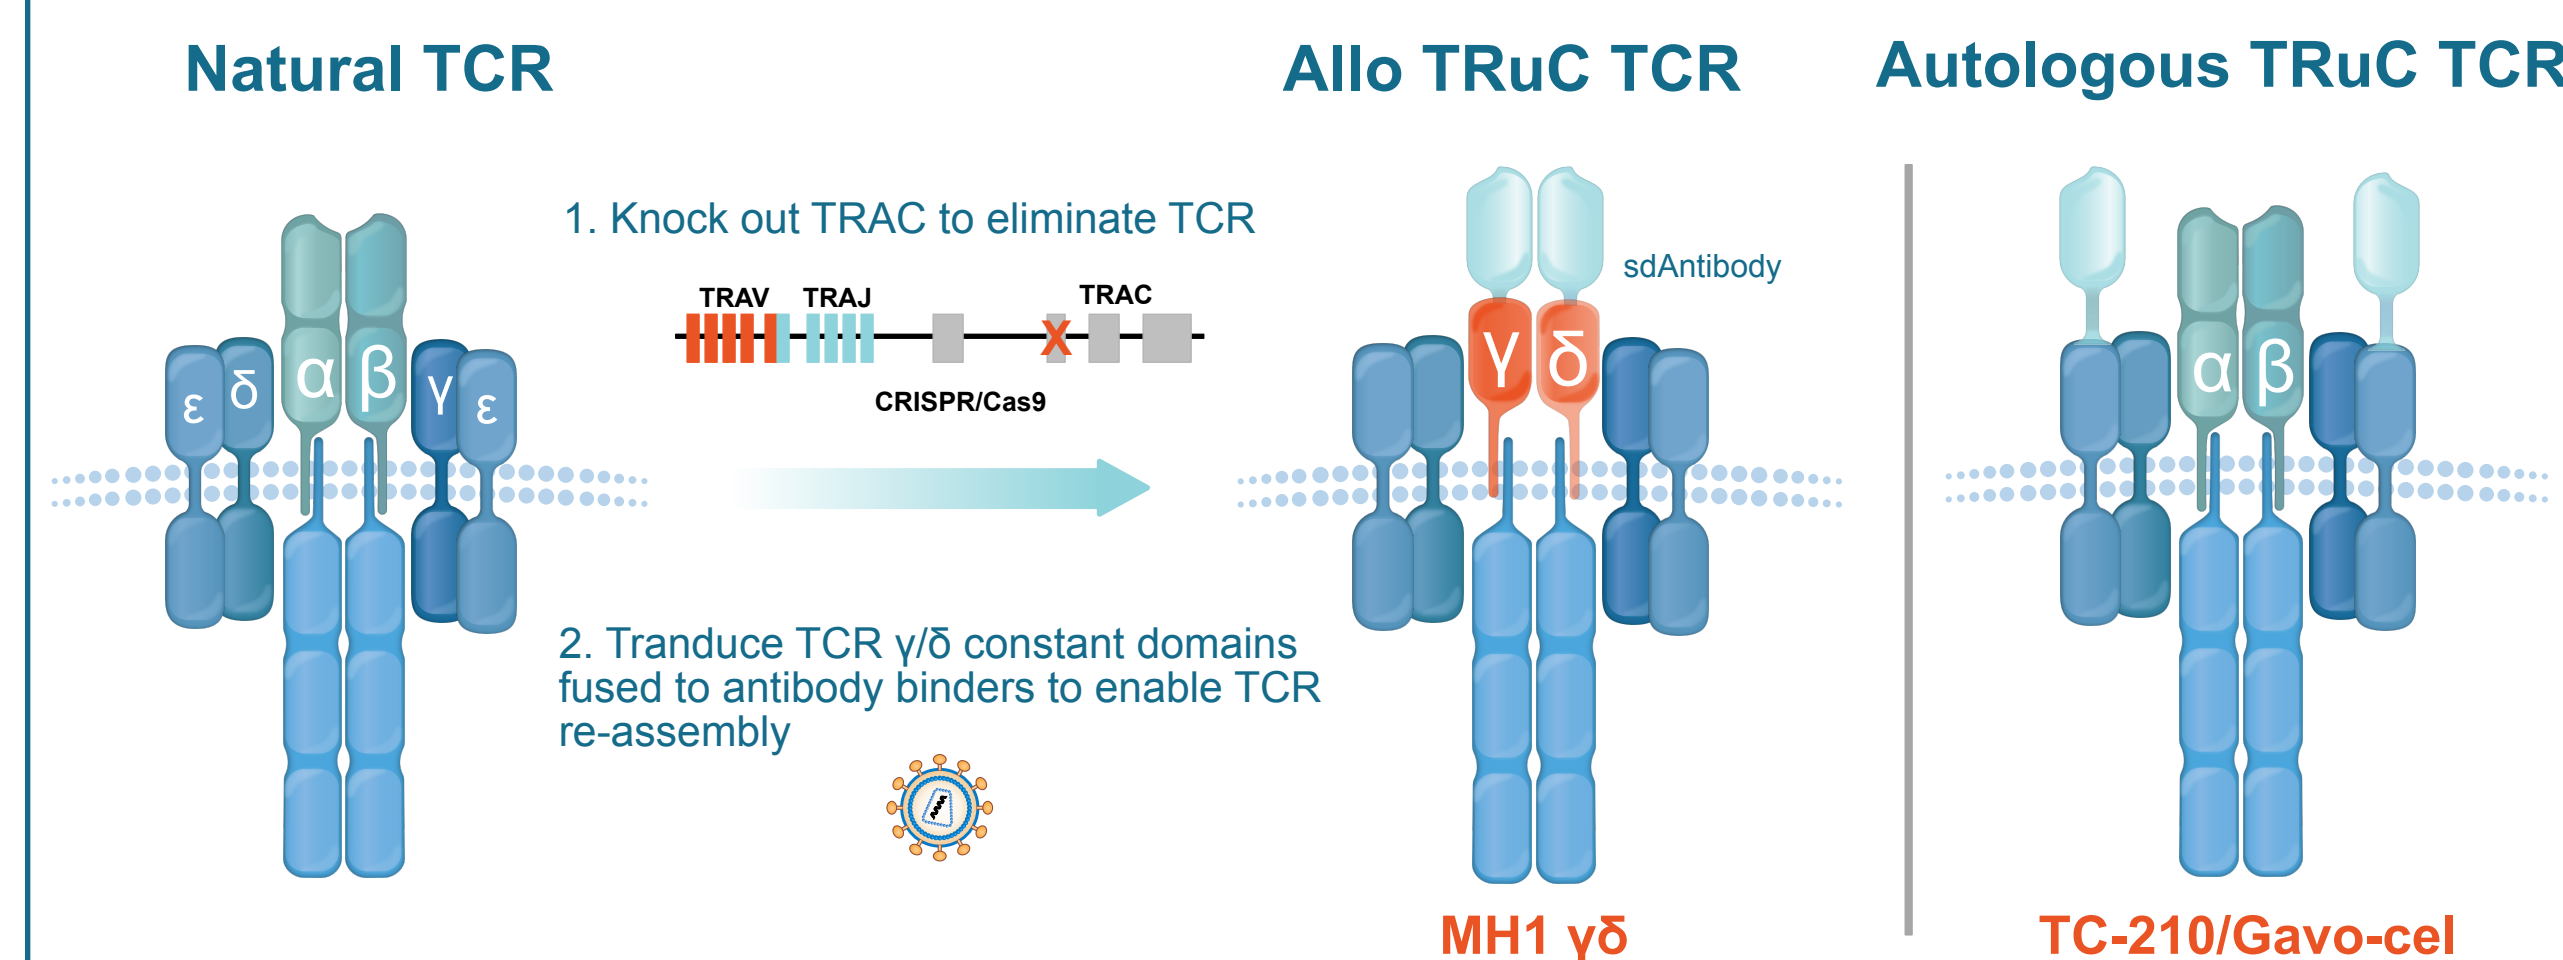 Natural TCR
Allo TRuC TCR
Autologous TRuC TCR
1. Knock out TRAC to eliminate TCR
TRAV
TRAJ
TRAC
X
CRISPR/Cas9
2. Tranduce TCR γ/δ constant domains
fused to antibody binders to enable TCR
re-assembly
ε
δ
α
β
γ
ε
sdAntibody
γ
δ
MH1 γδ
α
β
TC-210/Gavo-cel